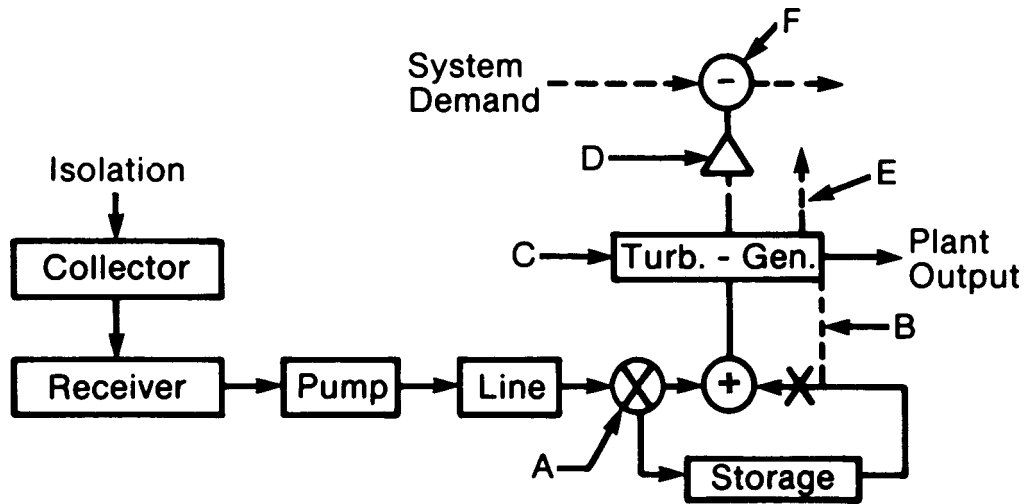 F
System
Demand
-
D
Isolation
E
Collector
C
Turb. - Gen.
Plant
Output
B
Receiver
Pump
Line
+
A
Storage